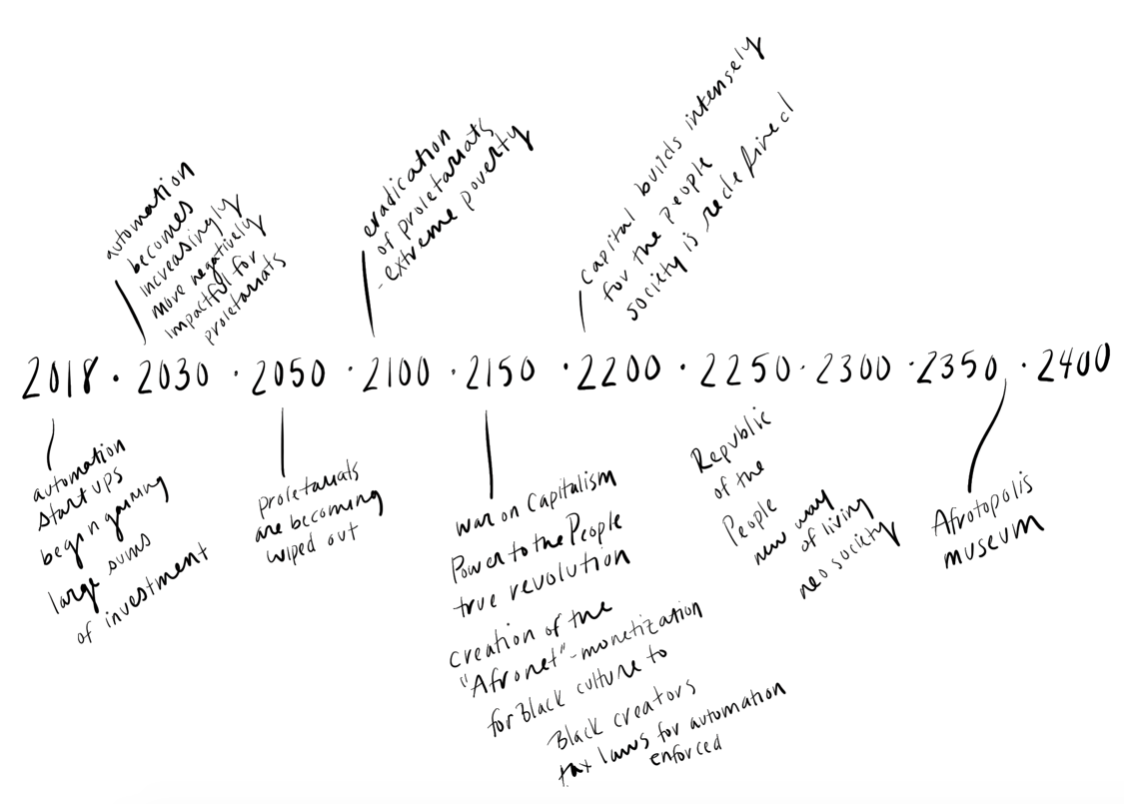 automation
becomes
increasingly
more negatively
impactful for
proletariats
eradication
of proletariats
- extreme poverty
capital builds intensely
for the people
society is redefined
2018 · 2030 · 2050 · 2100 · 2150 · 2200 · 2250 · 2300 · 2350 · 2400
automation
start ups
begin gaining
large sums
of investment
proletariats
are becoming
wiped out
war on Capitalism
Power to the People
true revolution
creation of the
"Afronet" - monetization
for Black culture to
Black creators
tax laws for automation
enforced
Republic
of the
People
new way
of living
neo society
Afrotopolis
museum